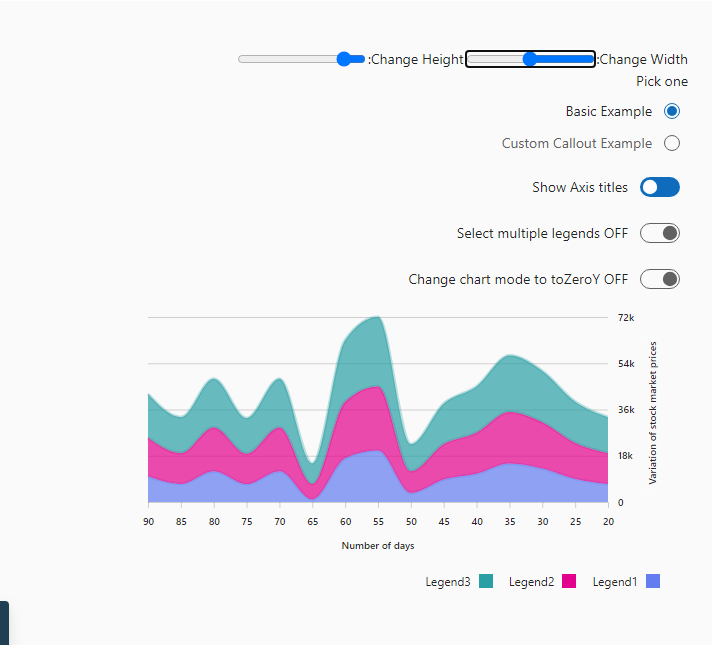 :Change Height :Change Width
Pick one
Basic Example
Custom Callout Example
Show Axis titles
Select multiple legends OFF
Change chart mode to toZeroY OFF
72k
54k
36k
18k
0
Variation of stock market prices
90 85 80 75 70 65 60 55 50 45 40 35 30 25 20
Number of days
Legend3 Legend2 Legend1